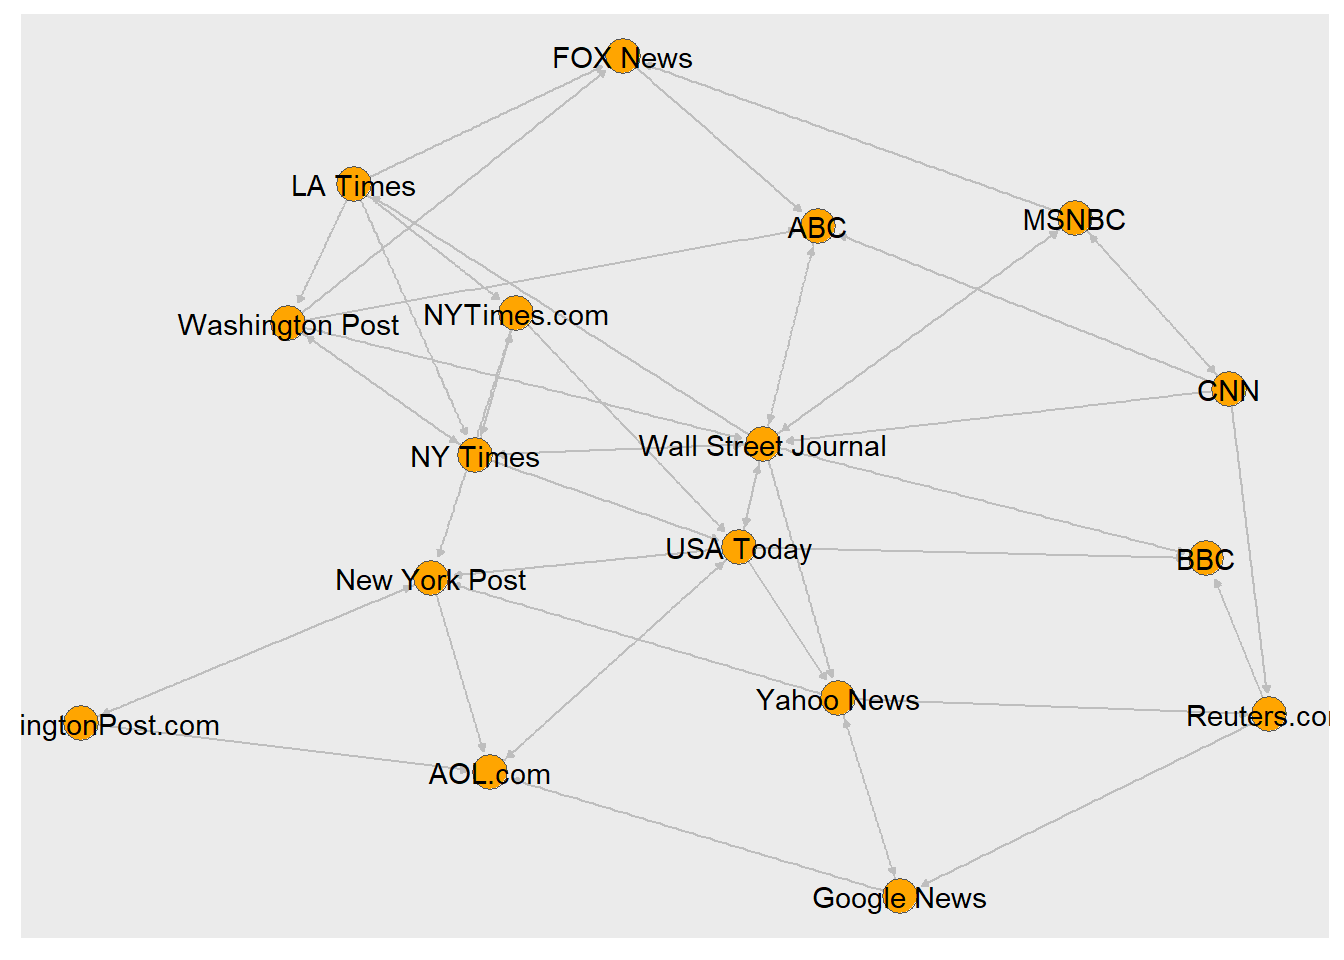 FOX News
LA Times
ABC
MSNBC
Washington Post
NYTimes.com
CNN
NY Times
Wall Street Journal
USA Today
BBC
New York Post
Yahoo News
ingtonPost.com
Reuters.co
AOL.com
Google News